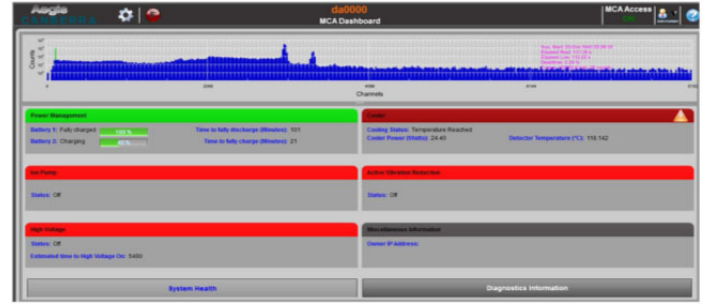 Aegis
CANBERRA
da0000
MCA Dashboard
MCA Access
ON
Counts
Channels
Power Management
Battery 1: Fully charged 100 %
Time to fully discharge (Minutes): 101
Battery 2: Charging
Time to fully charge (Minutes): 21
Cooler
Cooling Status: Temperature Reached
Cooler Power (Watts): 24.40
Detector Temperature (°C): 118.142
Ion Pump
Status: Off
Active Vibration Reduction
Status: Off
High Voltage
Status: Off
Estimated time to High Voltage On: 5400
Miscellaneous Information
Owner IP Address:
System Health
Diagnostics Information